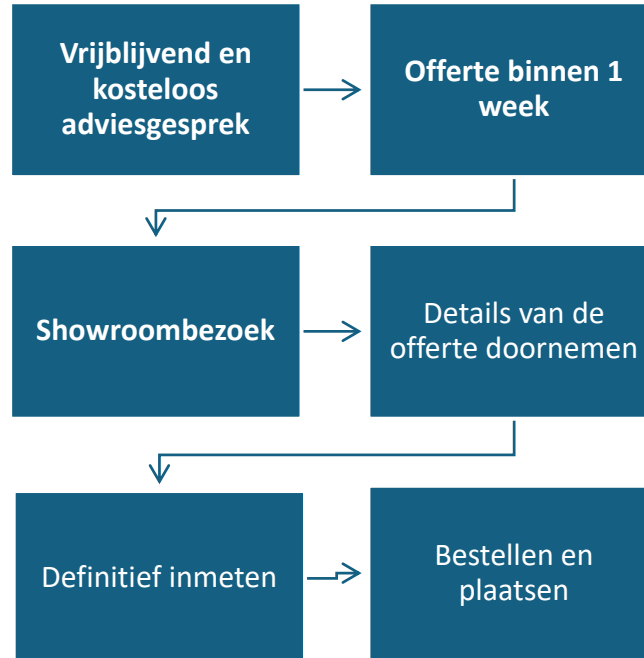 Vrijblijvend en
kosteloos
adviesgesprek
Offerte binnen 1
week
Showroombezoek
Details van de
offerte doornemen
Definitief inmeten
Bestellen en
plaatsen